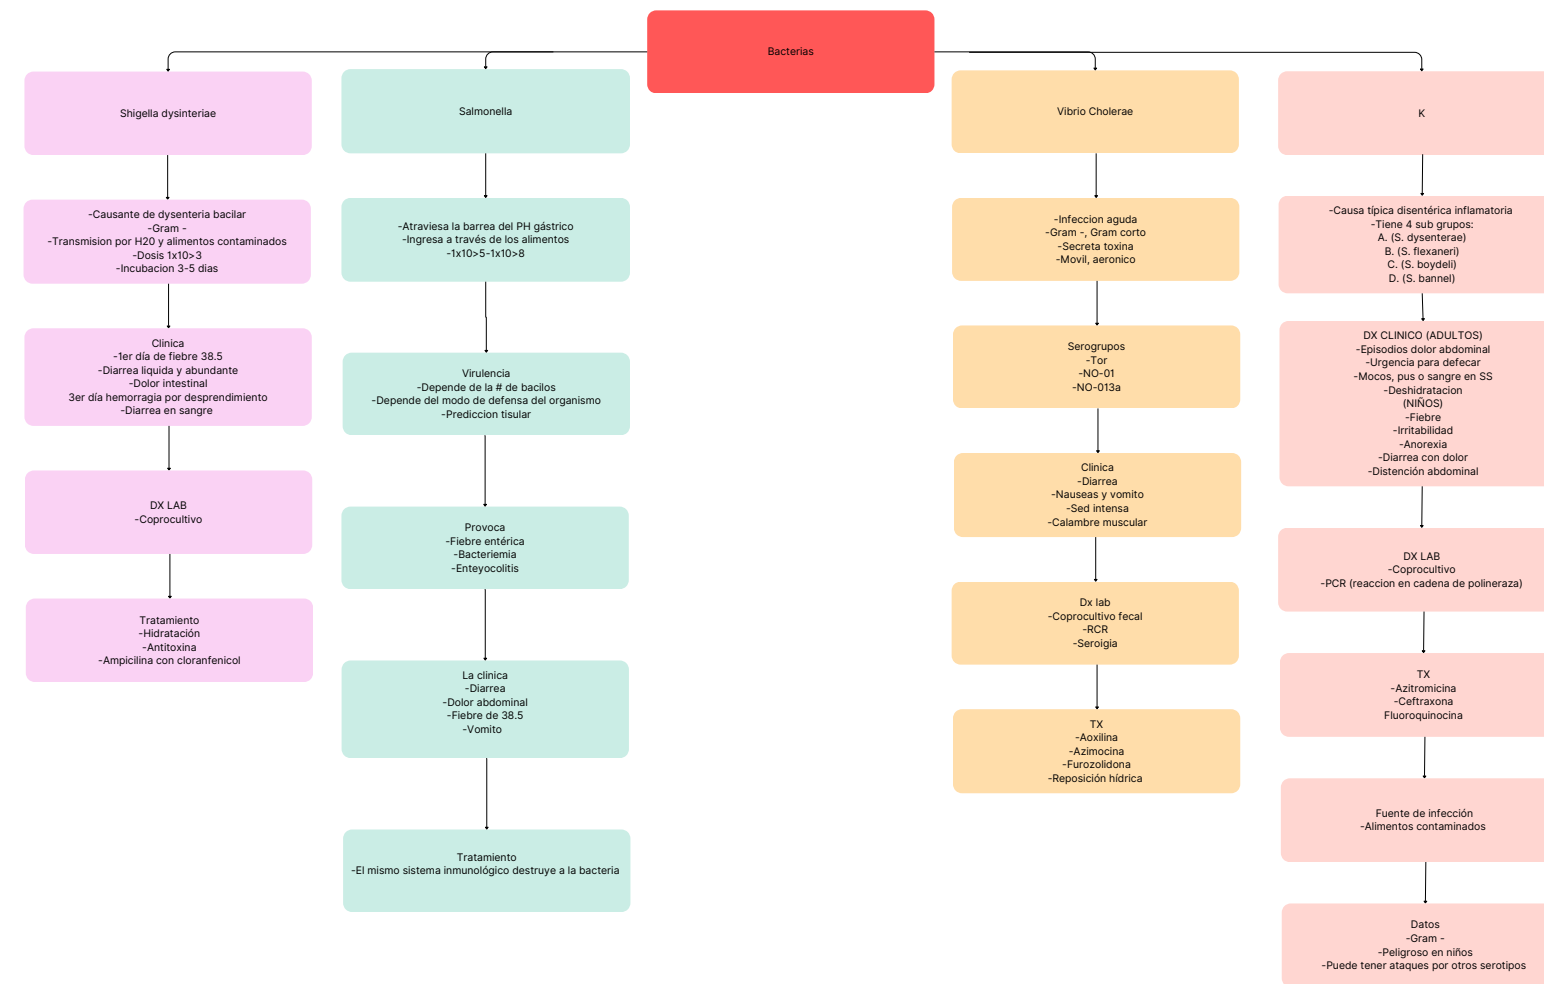 Bacterias
Shigella dysinteriae
-Causante de dysenteria bacilar
-Gram -
-Transmision por H20 y alimentos contaminados
-Dosis 1x10>3
-Incubacion 3-5 dias
Clinica
-1er día de fiebre 38.5
-Diarrea liquida y abundante
-Dolor intestinal
3er día hemorragia por desprendimiento
-Diarrea en sangre
DX LAB
-Coprocultivo
Tratamiento
-Hidratación
-Antitoxina
-Ampicilina con cloranfenicol
Salmonella
-Atraviesa la barrea del PH gástrico
-Ingresa a través de los alimentos
-1x10>5-1x10>8
Virulencia
-Depende de la # de bacilos
-Depende del modo de defensa del organismo
-Prediccion tisular
Provoca
-Fiebre entérica
-Bacteriemia
-Enteyocolitis
La clinica
-Diarrea
-Dolor abdominal
-Fiebre de 38.5
-Vomito
Tratamiento
-El mismo sistema inmunológico destruye a la bacteria
Vibrio Cholerae
-Infeccion aguda
-Gram -, Gram corto
-Secreta toxina
-Movil, aeronico
Serogrupos
-Tor
-NO-01
-NO-013a
Clinica
-Diarrea
-Nauseas y vomito
-Sed intensa
-Calambre muscular
Dx lab
-Coprocultivo fecal
-RCR
-Seroigia
TX
-Aoxilina
-Azimocina
-Furozolidona
-Reposición hídrica
K
-Causa típica disentérica inflamatoria
-Tiene 4 sub grupos:
A. (S. dysenterae)
B. (S. flexaneri)
C. (S. boydeli)
D. (S. bannel)
DX CLINICO (ADULTOS)
-Episodios dolor abdominal
-Urgencia para defecar
-Mocos, pus o sangre en SS
-Deshidratacion
(NIÑOS)
-Fiebre
-Irritabilidad
-Anorexia
-Diarrea con dolor
-Distención abdominal
DX LAB
-Coprocultivo
-PCR (reaccion en cadena de polineraza)
TX
-Azitromicina
-Ceftraxona
Fluoroquinocina
Fuente de infección
-Alimentos contaminados
Datos
-Gram -
-Peligroso en niños
-Puede tener ataques por otros serotipos